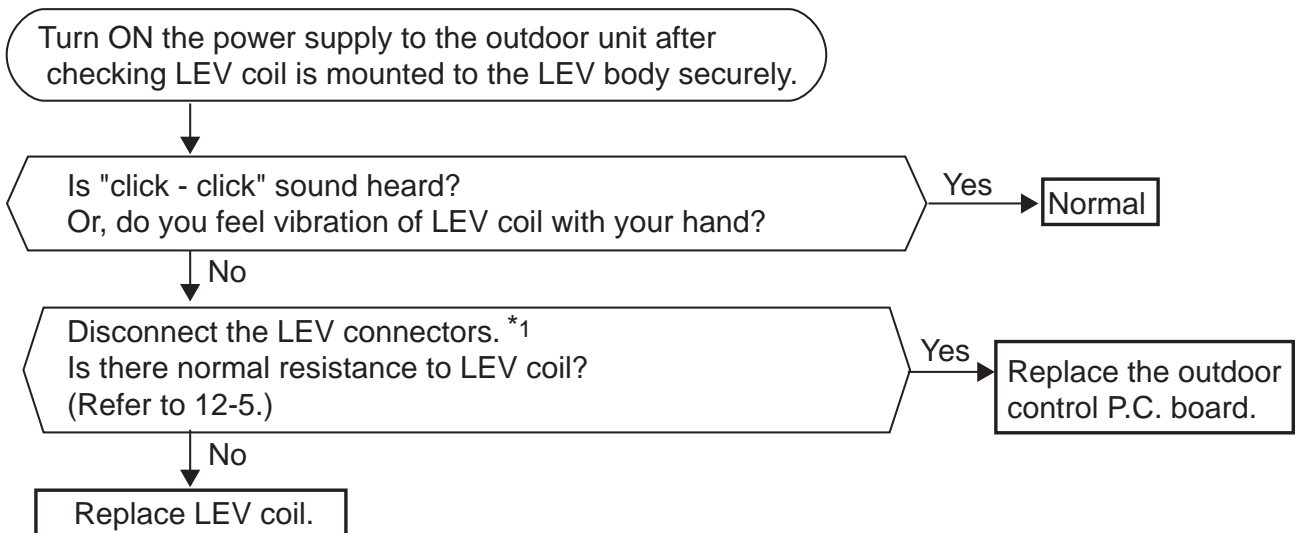 Turn ON the power supply to the outdoor unit after
checking LEV coil is mounted to the LEV body securely.
Is "click - click" sound heard?
Or, do you feel vibration of LEV coil with your hand?
Yes
Normal
No
Disconnect the LEV connectors. *1
Is there normal resistance to LEV coil?
(Refer to 12-5.)
Yes
Replace the outdoor
control P.C. board.
No
Replace LEV coil.